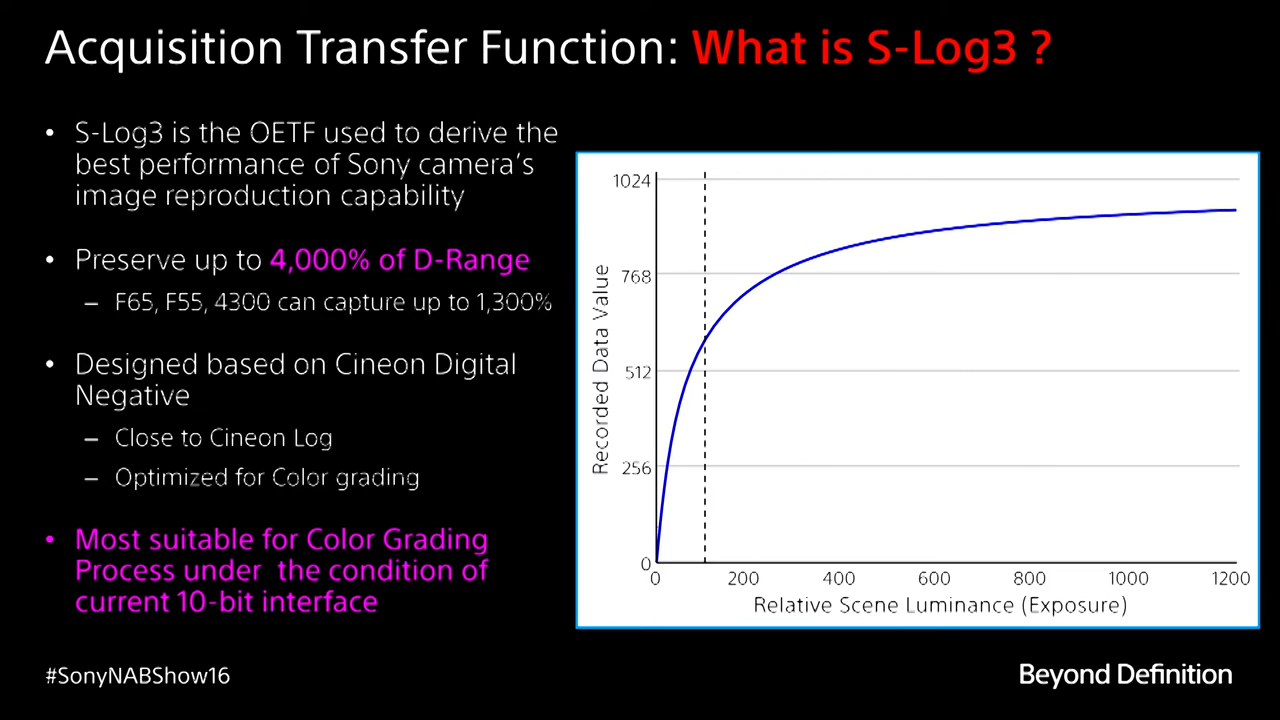 Acquisition Transfer Function: What is S-Log3 ?
• S-Log3 is the OETF used to derive the
best performance of Sony camera's
image reproduction capability
• Preserve up to 4,000% of D-Range
– F65, F55, 4300 can capture up to 1,300%
• Designed based on Cineon Digital
Negative
– Close to Cineon Log
– Optimized for Color grading
• Most suitable for Color Grading
Process under the condition of
current 10-bit interface
1024
768
512
256
0
Recorded Data Value
0 200 400 600 800 1000 1200
Relative Scene Luminance (Exposure)
#SonyNABShow16
Beyond Definition